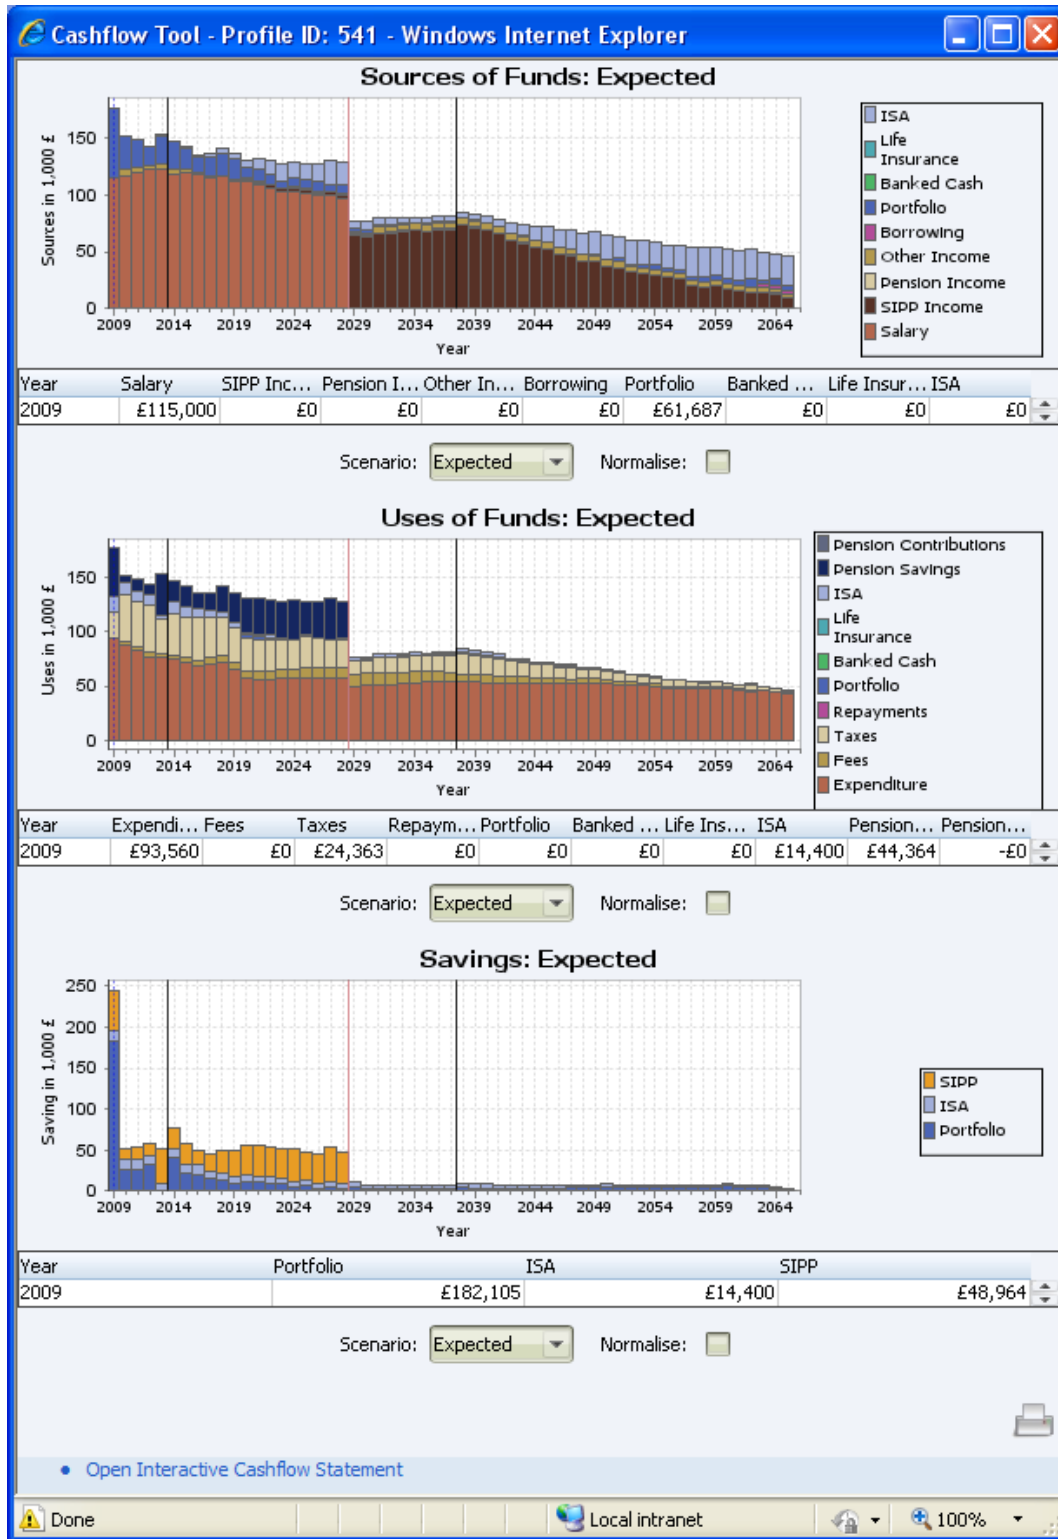 Cashflow Tool - Profile ID: 541 - Windows Internet Explorer
Sources of Funds: Expected
Sources in 1,000 £
150
100
50
0
2009 2014 2019 2024 2029 2034 2039 2044 2049 2054 2059 2064
Year
ISA
Life
Insurance
Banked Cash
Portfolio
Borrowing
Other Income
Pension Income
SIPP Income
Salary
Year Salary SIPP Inc... Pension I... Other In... Borrowing Portfolio Banked ... Life Insur... ISA
2009 £115,000 £0 £0 £0 £0 £61,687 £0 £0 £0
Scenario: Expected Normalise:
Uses of Funds: Expected
Uses in 1,000 £
150
100
50
0
2009 2014 2019 2024 2029 2034 2039 2044 2049 2054 2059 2064
Year
Pension Contributions
Pension Savings
ISA
Life
Insurance
Banked Cash
Portfolio
Repayments
Taxes
Fees
Expenditure
Year Expendi... Fees Taxes Repaym... Portfolio Banked ... Life Ins... ISA Pension... Pension...
2009 £93,560 £0 £24,363 £0 £0 £0 £0 £14,400 £44,364 -£0
Scenario: Expected Normalise:
Savings: Expected
Saving in 1,000 £
250
200
150
100
50
0
2009 2014 2019 2024 2029 2034 2039 2044 2049 2054 2059 2064
Year
SIPP
ISA
Portfolio
Year Portfolio ISA SIPP
2009 £182,105 £14,400 £48,964
Scenario: Expected Normalise:
Open Interactive Cashflow Statement
Done Local intranet 100%